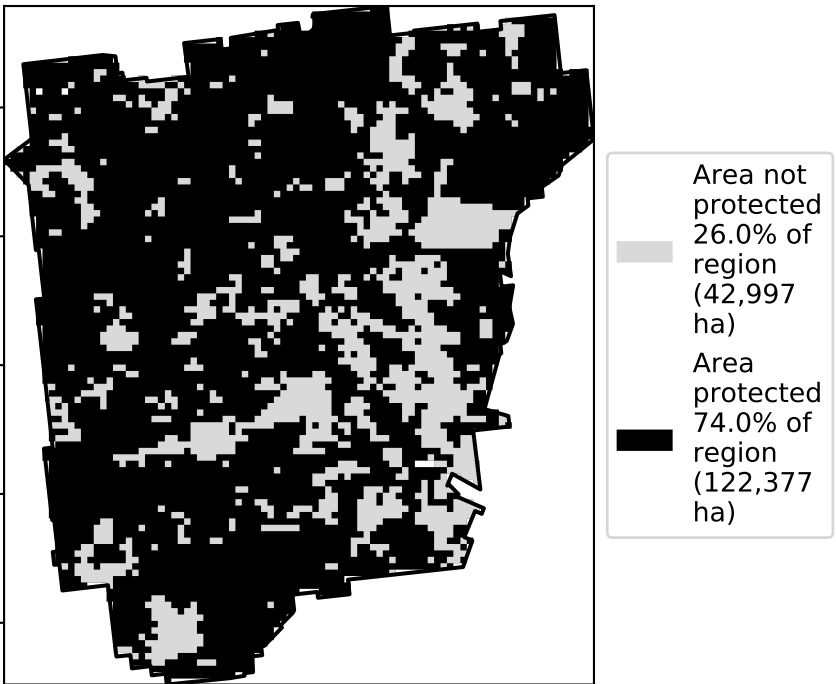 Area not
protected
26.0% of
region
(42,997
ha)
Area
protected
74.0% of
region
(122,377
ha)